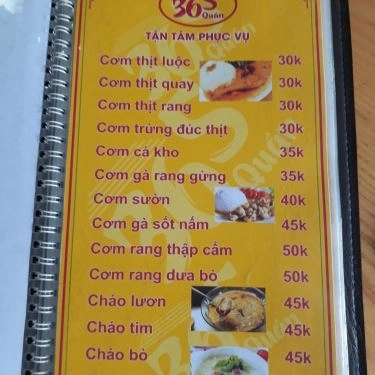 365
Quán
TẬN TÂM PHỤC VỤ
Cơm thịt luộc 30k
Cơm thịt quay 30k
Cơm thịt rang 30k
Cơm trứng đúc thịt 30k
Cơm cá kho 35k
Cơm gà rang gừng 35k
Cơm sườn 40k
Cơm gà sốt nấm 45k
Cơm rang thập cẩm 50k
Cơm rang dưa bò 50k
Cháo lươn 45k
Cháo tim 45k
Cháo bò 45k